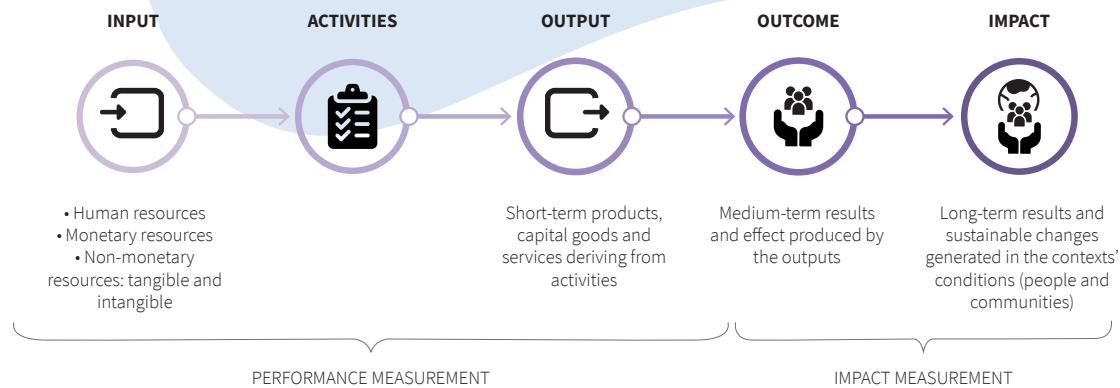 INPUT
ACTIVITIES
OUTPUT
OUTCOME
IMPACT
• Human resources
• Monetary resources
• Non-monetary
resources: tangible and
intangible
Short-term products,
capital goods and
services deriving from
activities
Medium-term results
and effect produced by
the outputs
Long-term results and
sustainable changes
generated in the contexts’
conditions (people and
communities)
PERFORMANCE MEASUREMENT
IMPACT MEASUREMENT